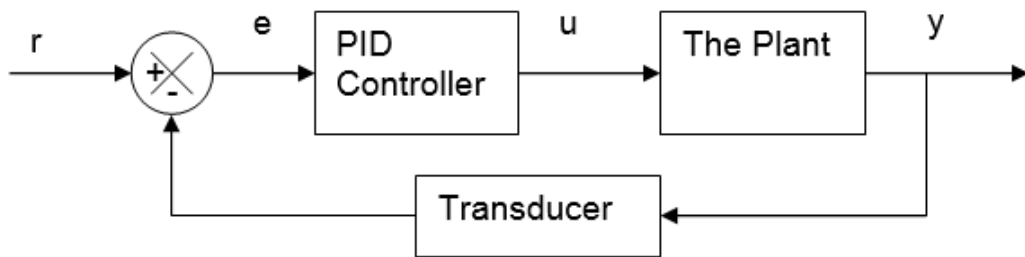 r
e
PID
Controller
u
The Plant
y
+
-
Transducer